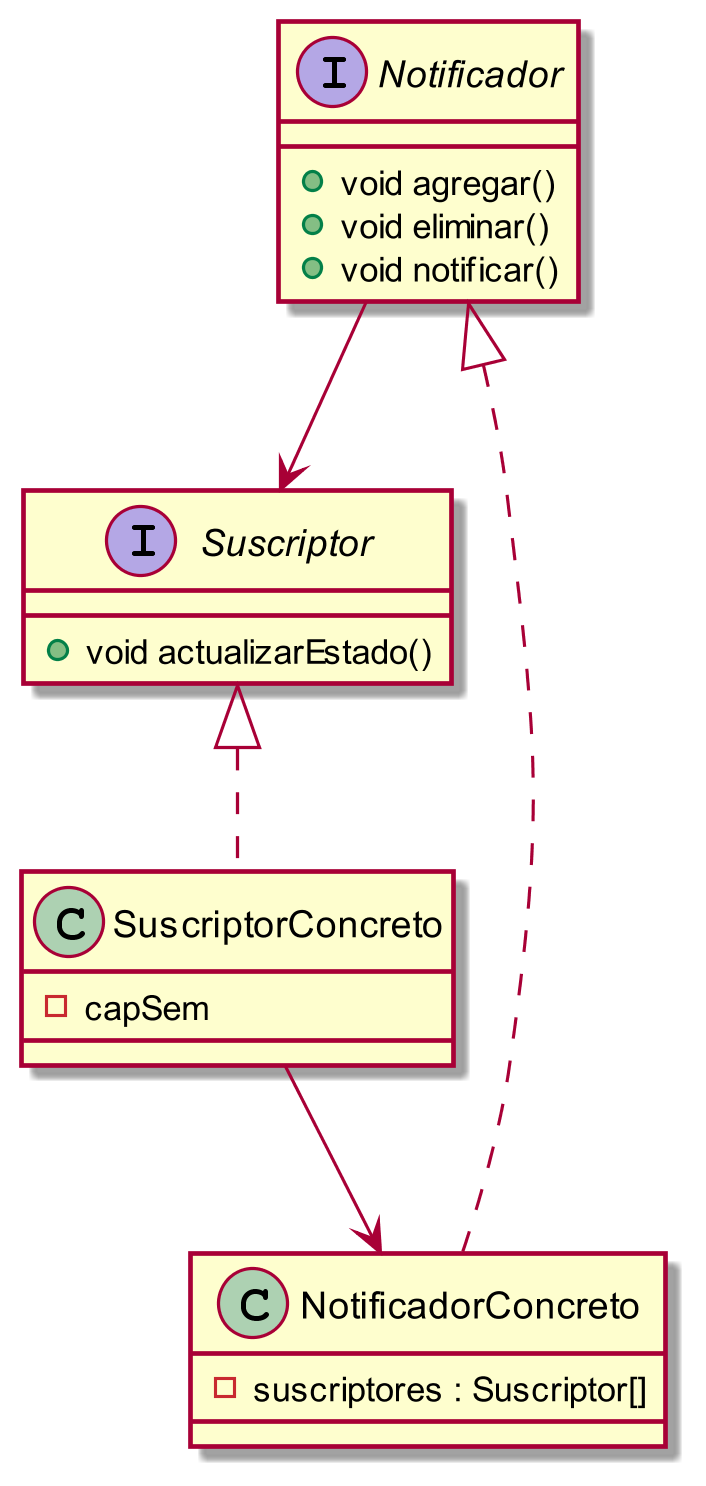 I Notificador
void agregar()
void eliminar()
void notificar()
I Suscriptor
void actualizarEstado()
C SuscriptorConcreto
capSem
C NotificadorConcreto
suscriptores : Suscriptor[]